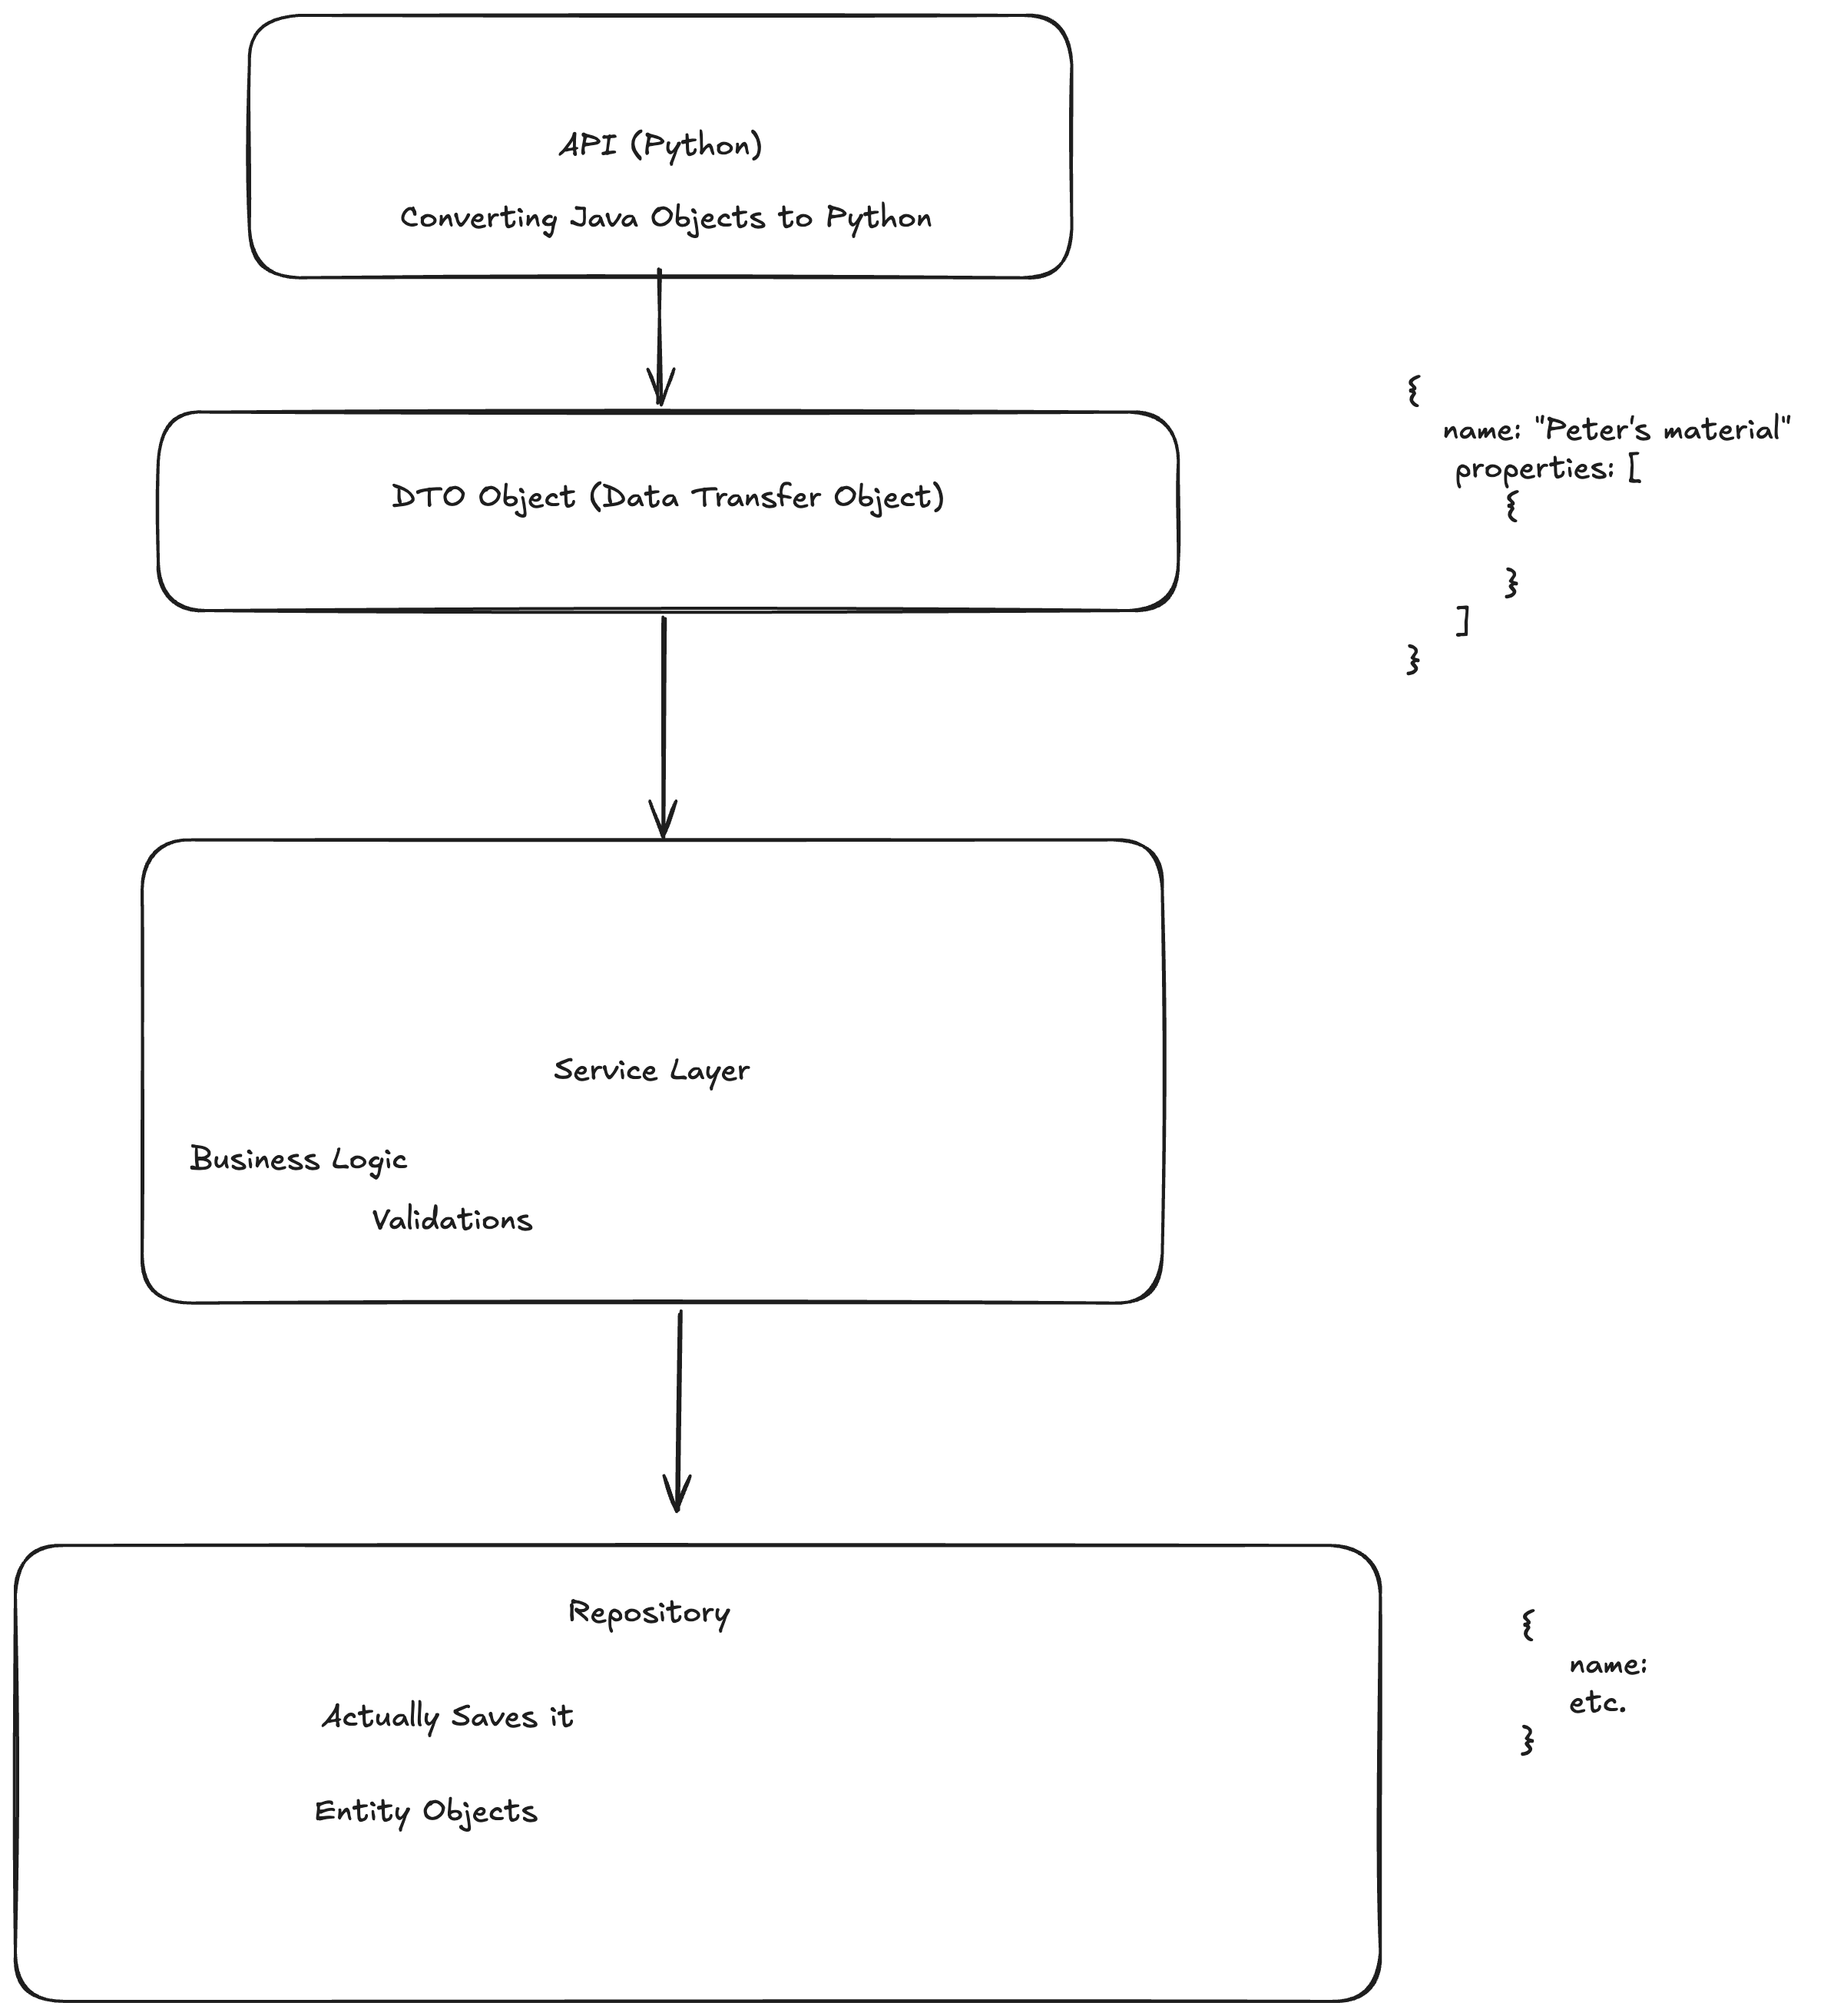 API (Python)
Converting Java Objects to Python
DTO Object (Data Transfer Object)
{
name: "Peter's material"
properties: [
{
}
]
}
Service Layer
Business Logic
Validations
Repository
Actually Saves it
Entity Objects
{
name:
etc.
}